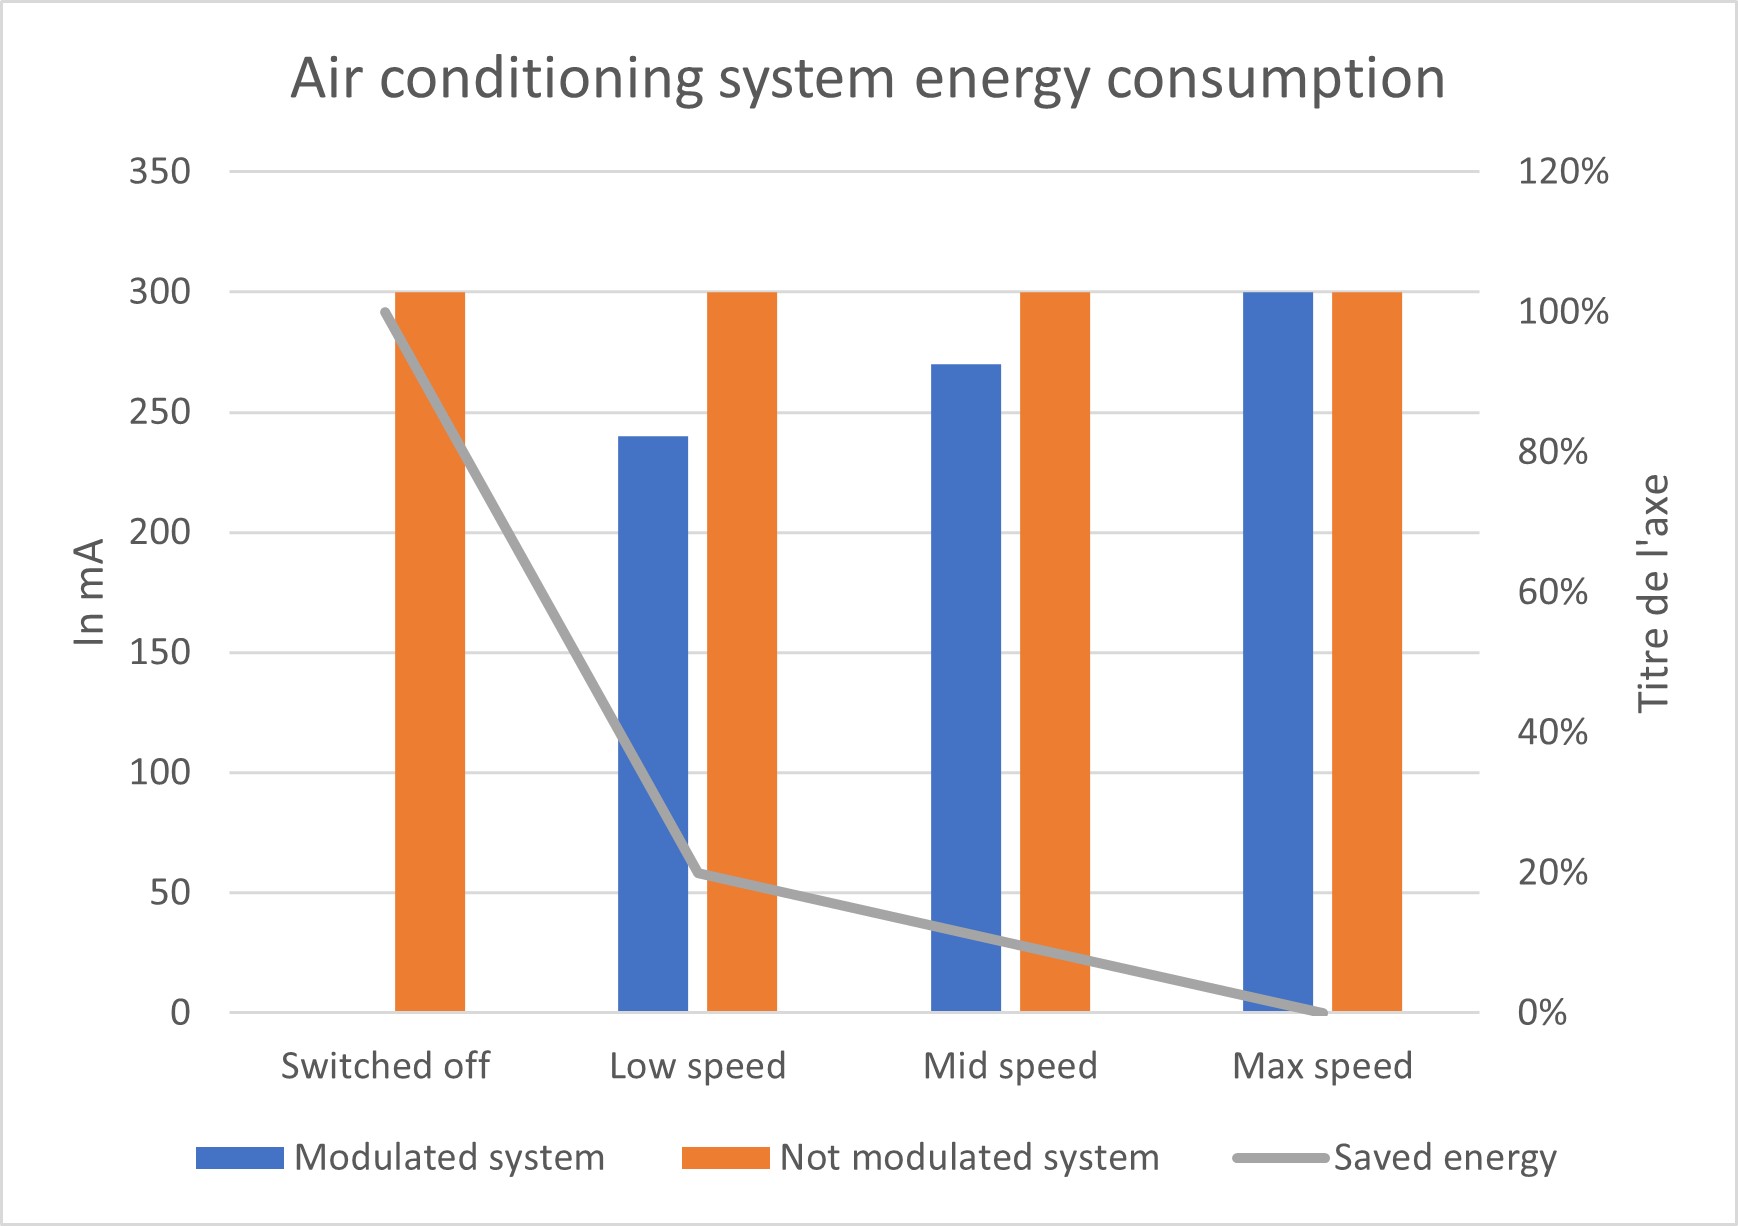 Air conditioning system energy consumption
350
300
250
200
150
100
50
0
In mA
120%
100%
80%
60%
40%
20%
0%
Titre de l'axe
Switched off
Low speed
Mid speed
Max speed
Modulated system
Not modulated system
Saved energy